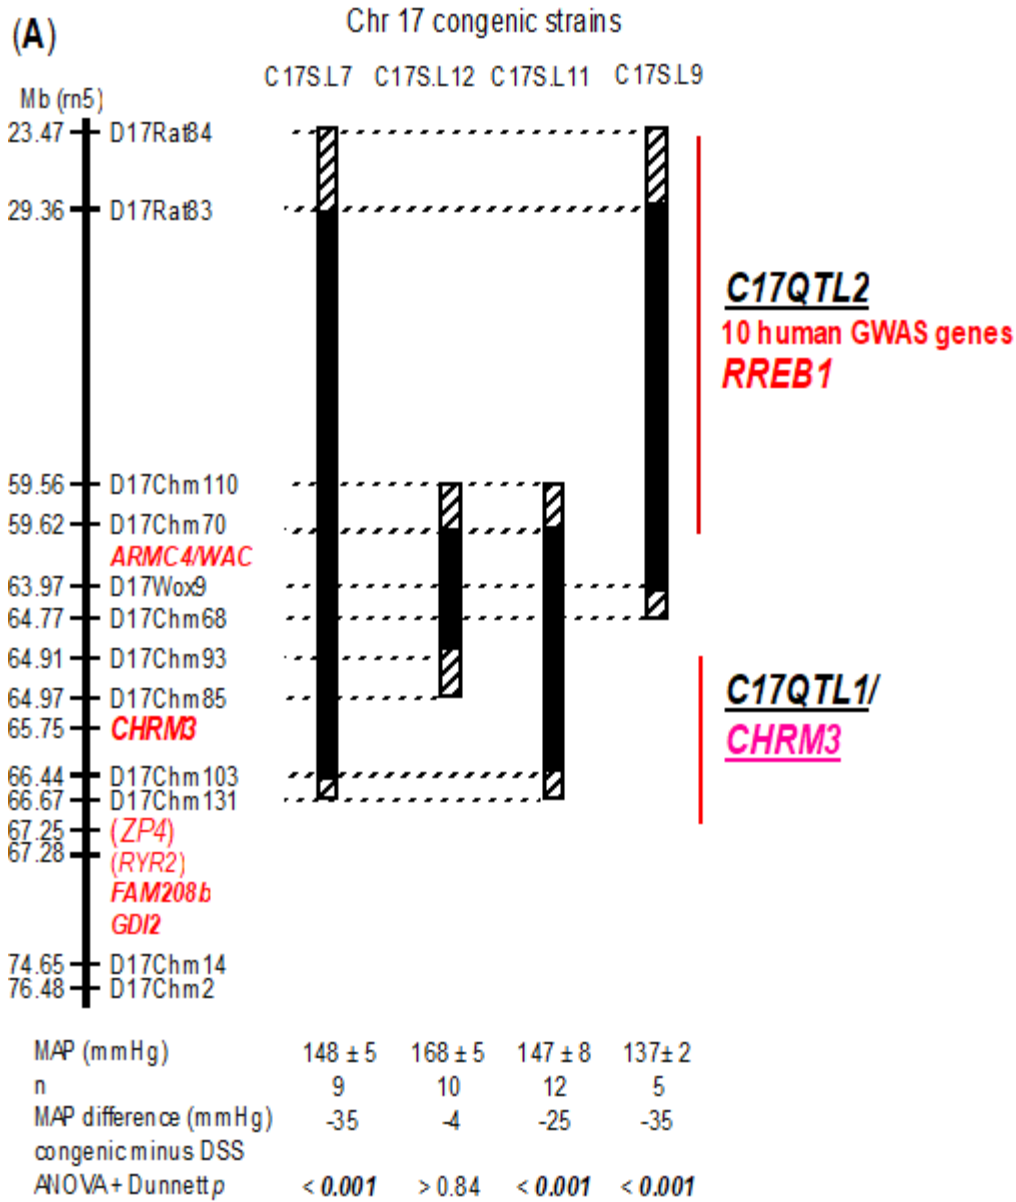 (A)
Chr 17 congenic strains
C17S.L7 C17S.L12 C17S.L11 C17S.L9
Mb (rn5)
23.47 D17Rat84
29.36 D17Rat83
C17QTL2
10 human GWAS genes
RREB1
59.56 D17Chm110
59.62 D17Chm70
ARMC4/WAC
63.97 D17Wox9
64.77 D17Chm68
64.91 D17Chm93
64.97 D17Chm85
C17QTL1/
65.75 CHRM3
CHRM3
66.44 D17Chm103
66.67 D17Chm131
67.25 (ZP4)
67.28 (RYR2)
FAM208b
GDI2
74.65 D17Chm14
76.48 D17Chm2
MAP (mmHg) 148 ± 5 168 ± 5 147 ± 8 137± 2
n 9 10 12 5
MAP difference (mmHg) -35 -4 -25 -35
congenic minus DSS
ANOVA + Dunnett p < 0.001 > 0.84 < 0.001 < 0.001